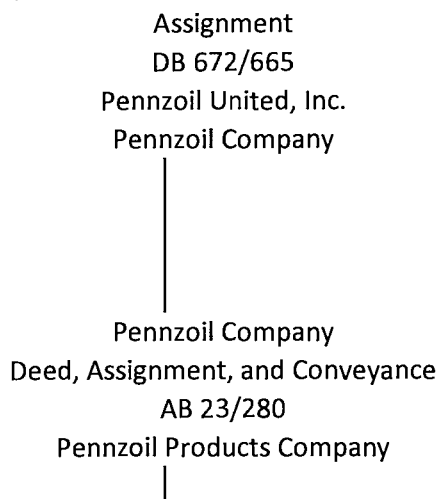 Assignment
DB 672/665
Pennzoil United, Inc.
Pennzoil Company
Pennzoil Company
Deed, Assignment, and Conveyance
AB 23/280
Pennzoil Products Company